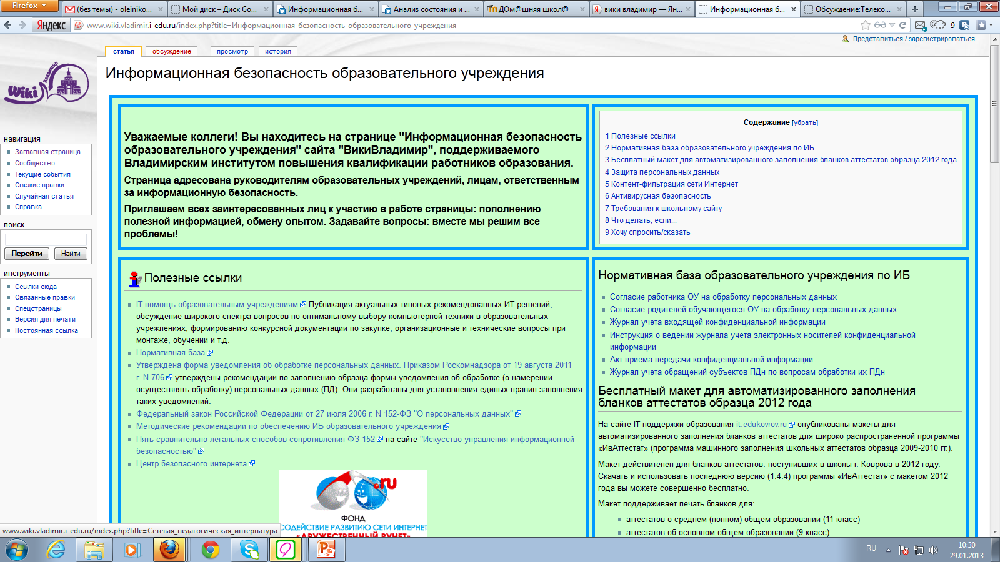 Firefox
(без темы) - oleiniko...
Мой диск – Диск Go...
Информационная б...
Анализ состояния и ...
ДОм@шняя школ@
вики владимир — Ян...
Информационная б...
Обсуждение:Телеко...
Яндекс
www.wiki.vladimir.i-edu.ru/index.php?title=Информационная_безопасность_образовательного_учреждения
-9
Представиться / зарегистрироваться
статья
обсуждение
просмотр
история
Wiki Владимир
навигация
Заглавная страница
Сообщество
Текущие события
Свежие правки
Случайная статья
Справка
поиск
Перейти
Найти
инструменты
Ссылки сюда
Связанные правки
Спецстраницы
Версия для печати
Постоянная ссылка
Информационная безопасность образовательного учреждения
Уважаемые коллеги! Вы находитесь на странице "Информационная безопасность
образовательного учреждения" сайта "ВикиВладимир", поддерживаемого
Владимирским институтом повышения квалификации работников образования.
Страница адресована руководителям образовательных учреждений, лицам, ответственным
за информационную безопасность.
Приглашаем всех заинтересованных лиц к участию в работе страницы: пополнению
полезной информацией, обмену опытом. Задавайте вопросы: вместе мы решим все
проблемы!
Содержание [убрать]
1 Полезные ссылки
2 Нормативная база образовательного учреждения по ИБ
3 Бесплатный макет для автоматизированного заполнения бланков аттестатов образца 2012 года
4 Защита персональных данных
5 Контент-фильтрация сети Интернет
6 Антивирусная безопасность
7 Требования к школьному сайту
8 Что делать, если...
9 Хочу спросить/сказать
Полезные ссылки
IT помощь образовательным учреждениям Публикация актуальных типовых рекомендованных ИТ решений,
обсуждение широкого спектра вопросов по оптимальному выбору компьютерной техники в образовательных
учрежлениях, формированию конкурсной документации по закупке, организационные и технические вопросы при
монтаже, обучении и т.д.
Нормативная база
Утверждена форма уведомления об обработке персональных данных. Приказом Роскомнадзора от 19 августа 2011
г. N 706 утверждены рекомендации по заполнению образца формы уведомления об обработке (о намерении
осуществлять обработку) персональных данных (ПД). Они разработаны для установления единых правил заполнения
таких уведомлений.
Федеральный закон Российской Федерации от 27 июля 2006 г. N 152-ФЗ "О персональных данных"
Методические рекомендации по обеспечению ИБ образовательного учреждения
Пять сравнительно легальных способов сопротивления ФЗ-152 на сайте "Искусство управления информационной
безопасностью"
Центр безопасного интернета
.ru
ФОНД
СОДЕЙСТВИЕ РАЗВИТИЮ СЕТИ ИНТЕРНЕТ
«ДРУЖЕСТВЕННЫЙ РУНЕТ»
Нормативная база образовательного учреждения по ИБ
Согласие работника ОУ на обработку персональных данных
Согласие родителей обучающегося ОУ на обработку персональных данных
Журнал учета входящей конфиденциальной информации
Инструкция о ведении журнала учета электронных носителей конфиденциальной
информации
Акт приема-передачи конфиденциальной информации
Журнал учета обращений субъектов ПДн по вопросам обработки их ПДн
Бесплатный макет для автоматизированного заполнения
бланков аттестатов образца 2012 года
На сайте IT поддержки образования it.edukovrov.ru опубликованы макеты для
автоматизированного заполнения бланков аттестатов для широко распространенной программы
«ИвАттестат» (программа машинного заполнения школьных аттестатов образца 2009-2010 гг.).
Макет действителен для бланков аттестатов. поступивших в школы г. Коврова в 2012 году.
Скачать и использовать последнюю версию (1.4.4) программы «ИвАттестат» с макетом 2012
года вы можете совершенно бесплатно.
Макет поддерживает печать бланков для:
аттестатов о среднем (полном) общем образовании (11 класс)
аттестатов об основном общем образовании (9 класс)
www.wiki.vladimir.i-edu.ru/index.php?title=Сетевая_педагогическая_интернатура
RU
10:30
29.01.2013